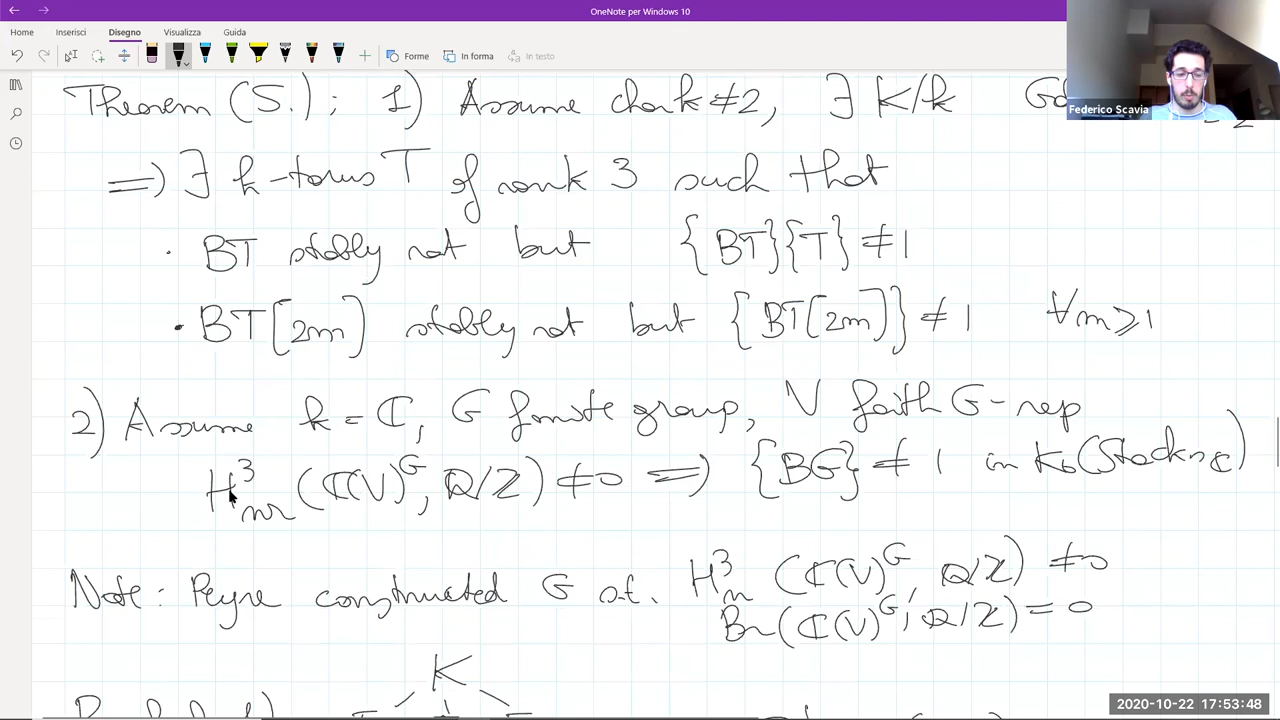 OneNote per Windows 10
Home Inserisci Disegno Visualizza Guida
Forme In forma In testo
Federico Scavia
Theorem (S.); 1) Assume char k ≠ 2, ∃ K/k
=> ∃ k-torus T of rank 3 such that
· BT stably rat but {BT}{T} ≠ 1
· BT[2m] stably rat but {BT[2m]} ≠ 1 ∀m≥1
2) Assume k = ℂ, G finite group, V faith G-rep
H³nr (ℂ(V)^G, ℚ/ℤ) ≠ 0 => {BG} ≠ 1 in K₀(Stacks_ℂ)
Note: Peyre constructed G s.t. H³nr (ℂ(V)^G, ℚ/ℤ) ≠ 0
Br(ℂ(V)^G, ℚ/ℤ) = 0
K
2020-10-22 17:53:48